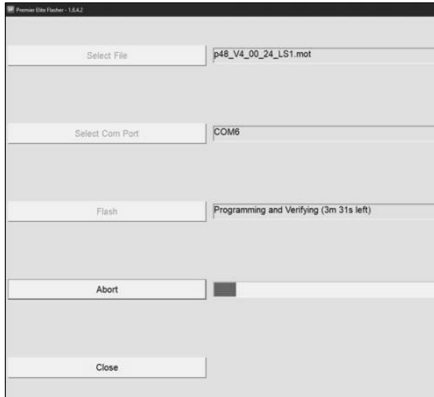 Premier Elite Flasher - 1.8.4.2
Select File
p48_V4_00_24_LS1.mot
Select Com Port
COM6
Flash
Programming and Verifying (3m 31s left)
Abort
Close